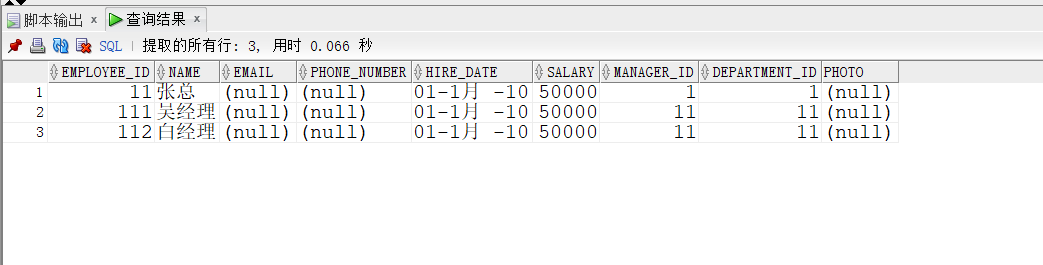 脚本输出 × 查询结果 ×
SQL | 提取的所有行: 3, 用时 0.066 秒
EMPLOYEE_ID NAME EMAIL PHONE_NUMBER HIRE_DATE SALARY MANAGER_ID DEPARTMENT_ID PHOTO
1 11 张总 (null) (null) 01-1月 -10 50000 1 1 (null)
2 111 吴经理 (null) (null) 01-1月 -10 50000 11 11 (null)
3 112 白经理 (null) (null) 01-1月 -10 50000 11 11 (null)